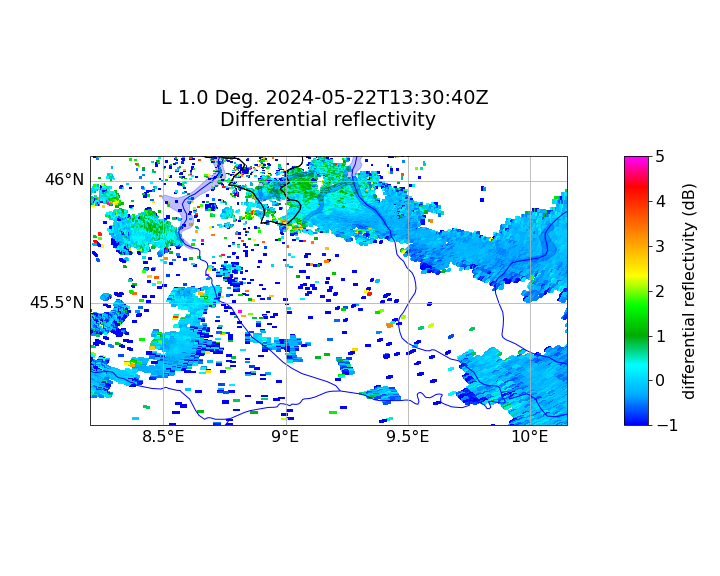 L 1.0 Deg. 2024-05-22T13:30:40Z
Differential reflectivity
46°N
45.5°N
8.5°E
9°E
9.5°E
10°E
5
4
3
2
1
0
−1
differential reflectivity (dB)